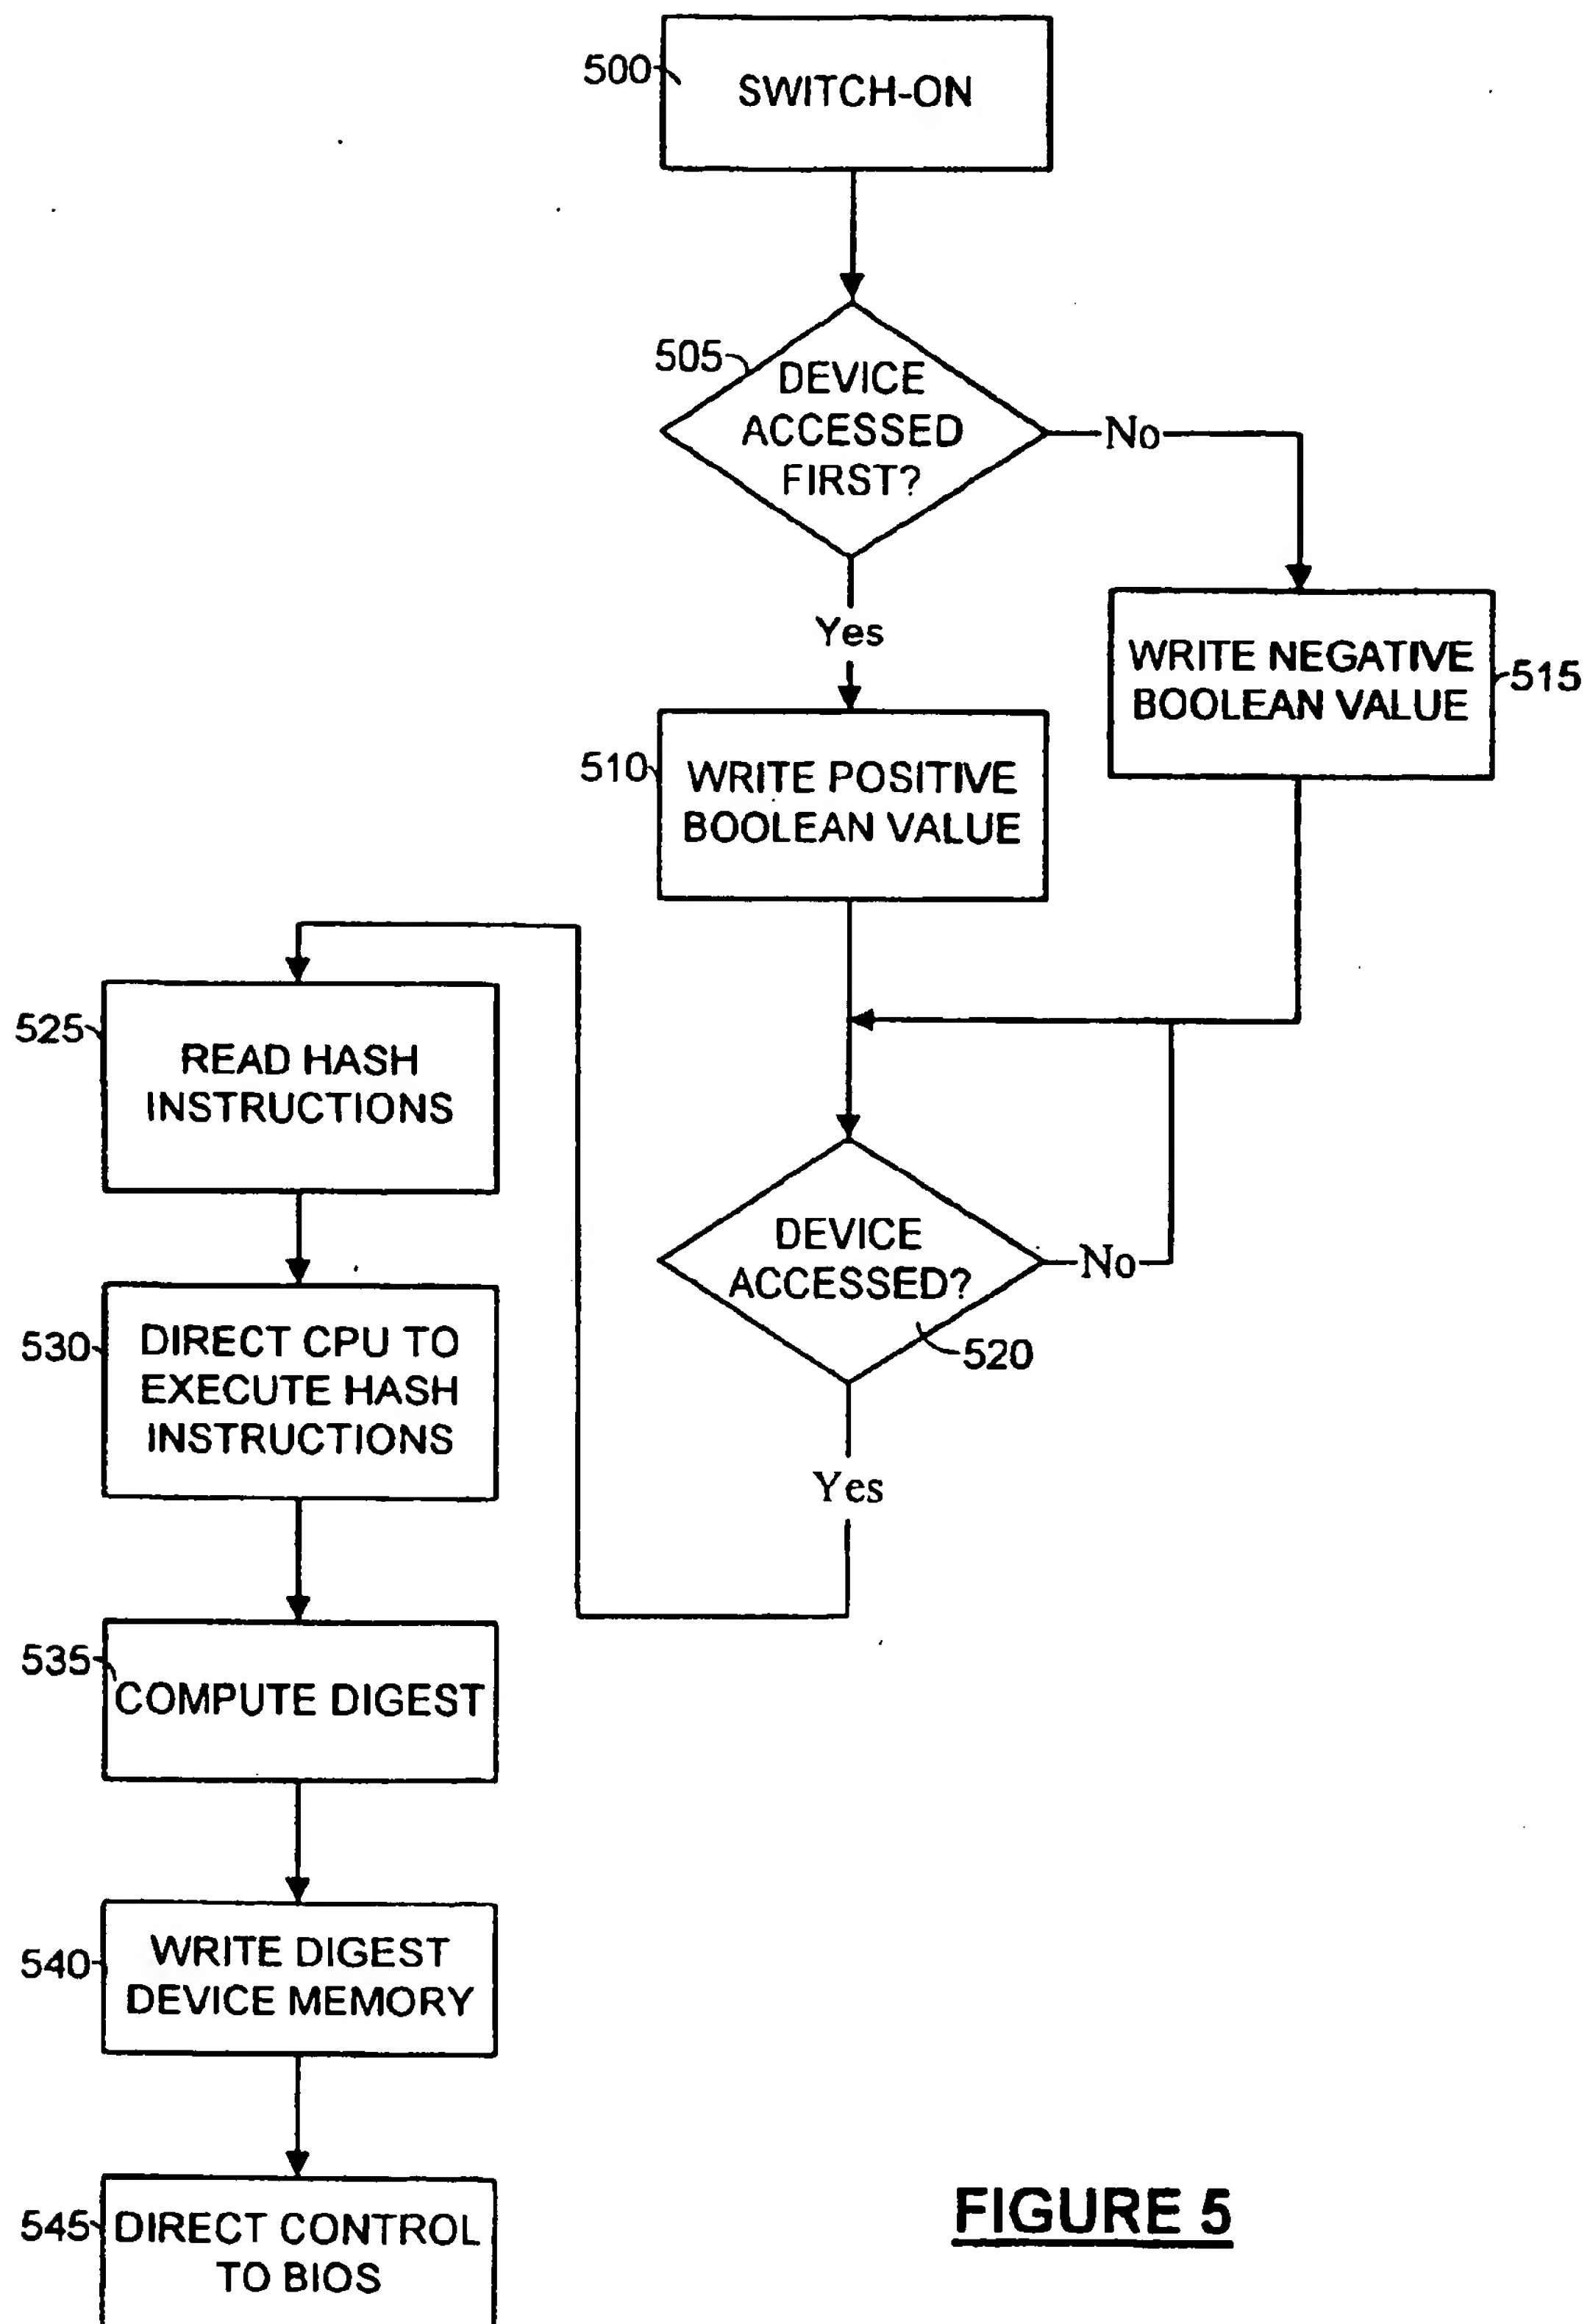 500
SWITCH-ON
505
DEVICE
ACCESSED
FIRST?
No
Yes
WRITE NEGATIVE
BOOLEAN VALUE
515
510
WRITE POSITIVE
BOOLEAN VALUE
DEVICE
ACCESSED?
No
520
Yes
525
READ HASH
INSTRUCTIONS
530
DIRECT CPU TO
EXECUTE HASH
INSTRUCTIONS
535
COMPUTE DIGEST
540
WRITE DIGEST
DEVICE MEMORY
545
DIRECT CONTROL
TO BIOS
FIGURE 5